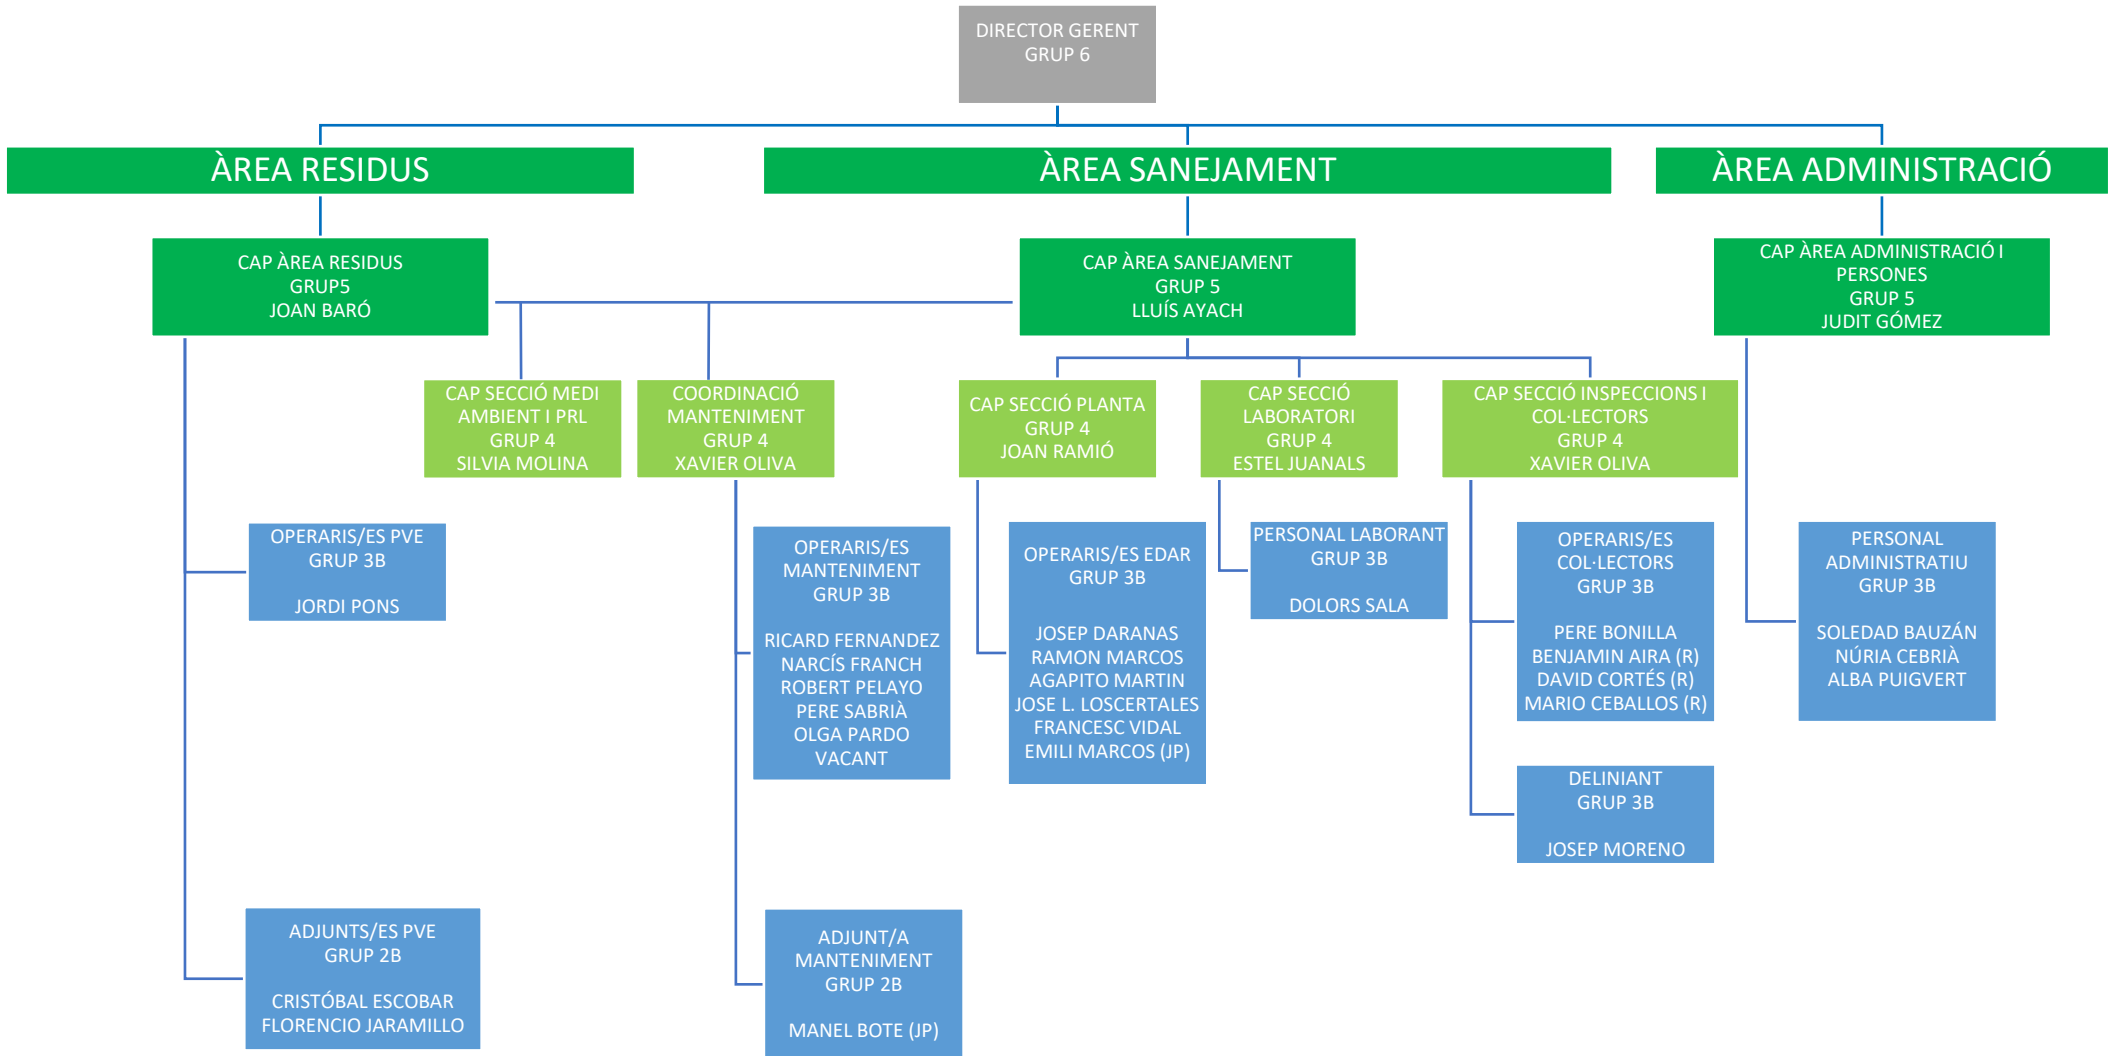 DIRECTOR GERENT
GRUP 6
ÀREA RESIDUS
ÀREA SANEJAMENT
ÀREA ADMINISTRACIÓ
CAP ÀREA RESIDUS
GRUP5
JOAN BARÓ
CAP ÀREA SANEJAMENT
GRUP 5
LLUÍS AYACH
CAP ÀREA ADMINISTRACIÓ I
PERSONES
GRUP 5
JUDIT GÓMEZ
CAP SECCIÓ MEDI
AMBIENT I PRL
GRUP 4
SILVIA MOLINA
COORDINACIÓ
MANTENIMENT
GRUP 4
XAVIER OLIVA
CAP SECCIÓ PLANTA
GRUP 4
JOAN RAMIÓ
CAP SECCIÓ
LABORATORI
GRUP 4
ESTEL JUANALS
CAP SECCIÓ INSPECCIONS I
COL·LECTORS
GRUP 4
XAVIER OLIVA
OPERARIS/ES PVE
GRUP 3B
JORDI PONS
OPERARIS/ES
MANTENIMENT
GRUP 3B
RICARD FERNANDEZ
NARCÍS FRANCH
ROBERT PELAYO
PERE SABRIÀ
OLGA PARDO
VACANT
OPERARIS/ES EDAR
GRUP 3B
JOSEP DARANAS
RAMON MARCOS
AGAPITO MARTIN
JOSE L. LOSCERTALES
FRANCESC VIDAL
EMILI MARCOS (JP)
PERSONAL LABORANT
GRUP 3B
DOLORS SALA
OPERARIS/ES
COL·LECTORS
GRUP 3B
PERE BONILLA
BENJAMIN AIRA (R)
DAVID CORTÉS (R)
MARIO CEBALLOS (R)
PERSONAL
ADMINISTRATIU
GRUP 3B
SOLEDAD BAUZÁN
NÚRIA CEBRIÀ
ALBA PUIGVERT
DELINIANT
GRUP 3B
JOSEP MORENO
ADJUNTS/ES PVE
GRUP 2B
CRISTÓBAL ESCOBAR
FLORENCIO JARAMILLO
ADJUNT/A
MANTENIMENT
GRUP 2B
MANEL BOTE (JP)